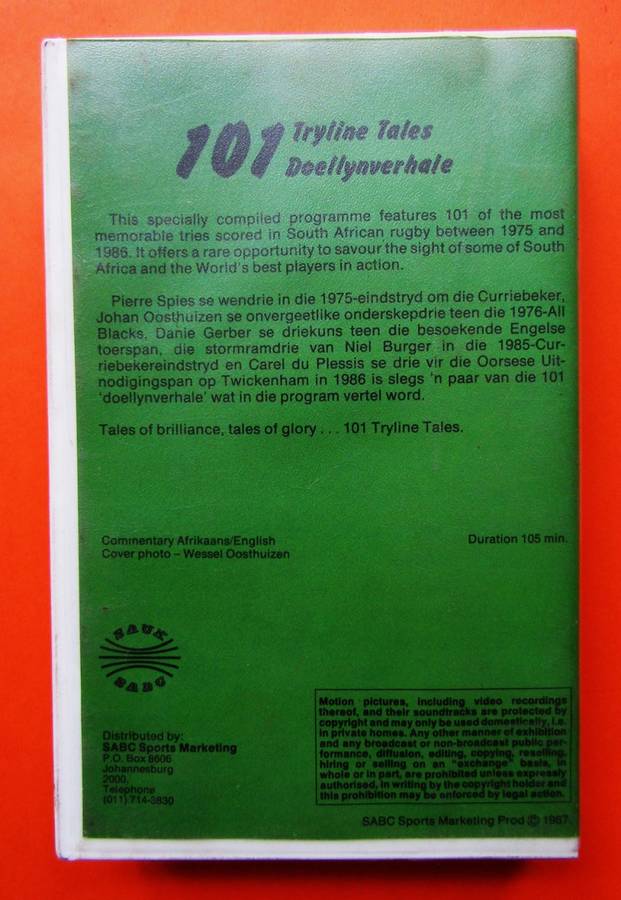 101 Tryline Tales
Doellynverhale
This specially compiled programme features 101 of the most
memorable tries scored in South African rugby between 1975 and
1986. It offers a rare opportunity to savour the sight of some of South
Africa and the World's best players in action.
Pierre Spies se wendrie in die 1975-eindstryd om die Curriebeker,
Johan Oosthuizen se onvergeetlike onderskepdrie teen die 1976-All
Blacks, Danie Gerber se driekuns teen die besoekende Engelse
toerspan, die stormramdrie van Niel Burger in die 1985-Cur-
riebekereindstryd en Carel du Plessis se drie vir die Oorsese Uit-
nodigingspan op Twickenham in 1986 is slegs 'n paar van die 101
'doellynverhale' wat in die program vertel word.
Tales of brilliance, tales of glory . . . 101 Tryline Tales.
Commentary Afrikaans/English
Cover photo – Wessel Oosthuizen
Duration 105 min.
SAUK
SABC
Distributed by:
SABC Sports Marketing
P.O. Box 8606
Johannesburg
2000.
Telephone
(011) 714-3830
Motion pictures, including video recordings
thereof, and their soundtracks are protected by
copyright and may only be used domestically, i.e.
in private homes. Any other manner of exhibition
and any broadcast or non-broadcast public per-
formance, diffusion, editing, copying, reselling,
hiring or selling on an "exchange" basis, in
whole or in part, are prohibited unless expressly
authorised, in writing by the copyright holder and
this prohibition may be enforced by legal action.
SABC Sports Marketing Prod © 1987